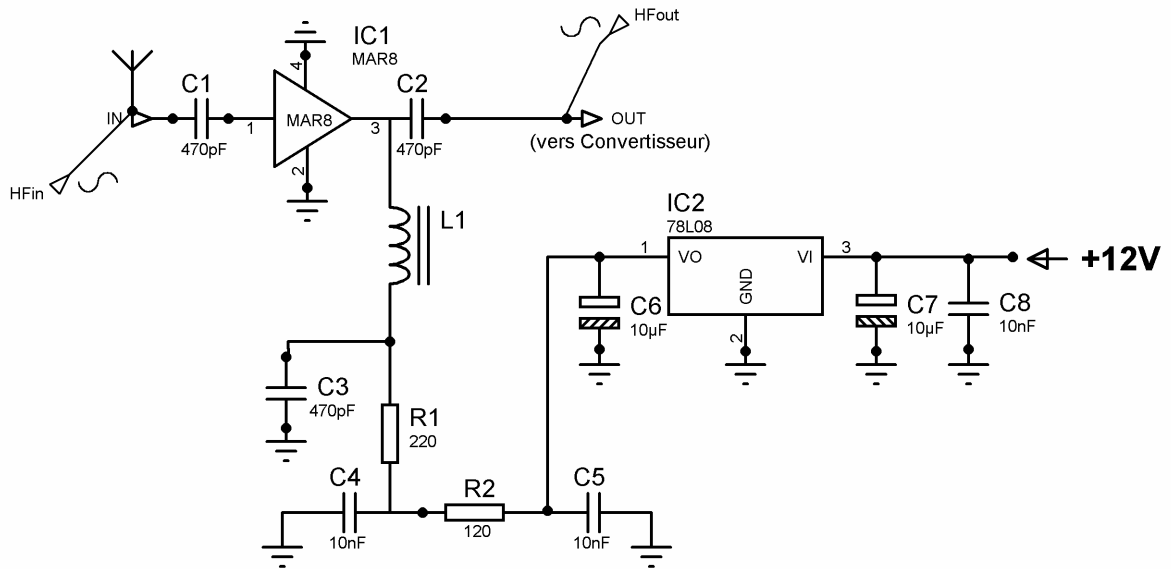 HFout
IC1
MAR8
4
C1
C2
IN
1
MAR8
3
OUT
470pF
470pF
(vers Convertisseur)
2
HFin
L1
IC2
78L08
1
VO
VI
3
+12V
GND
2
C6
10µF
C7
10µF
C8
10nF
C3
470pF
R1
220
C4
10nF
R2
120
C5
10nF